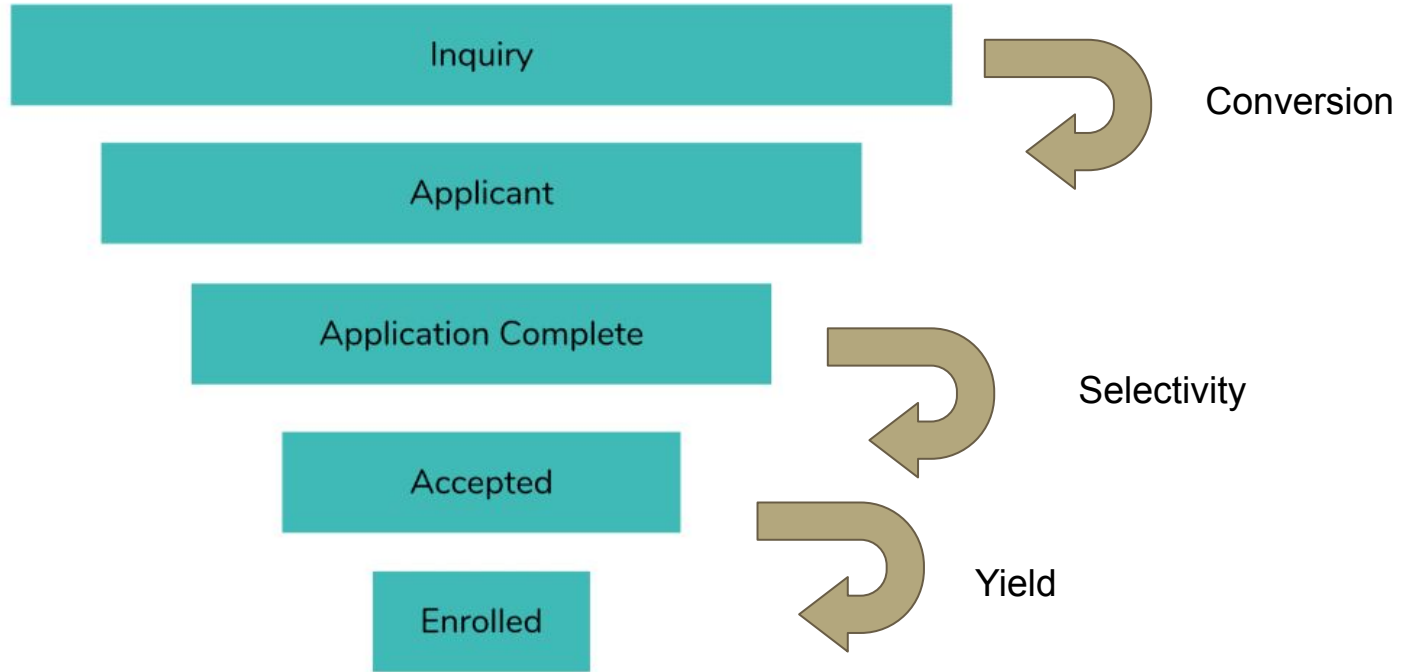 Inquiry
Conversion
Applicant
Application Complete
Selectivity
Accepted
Yield
Enrolled